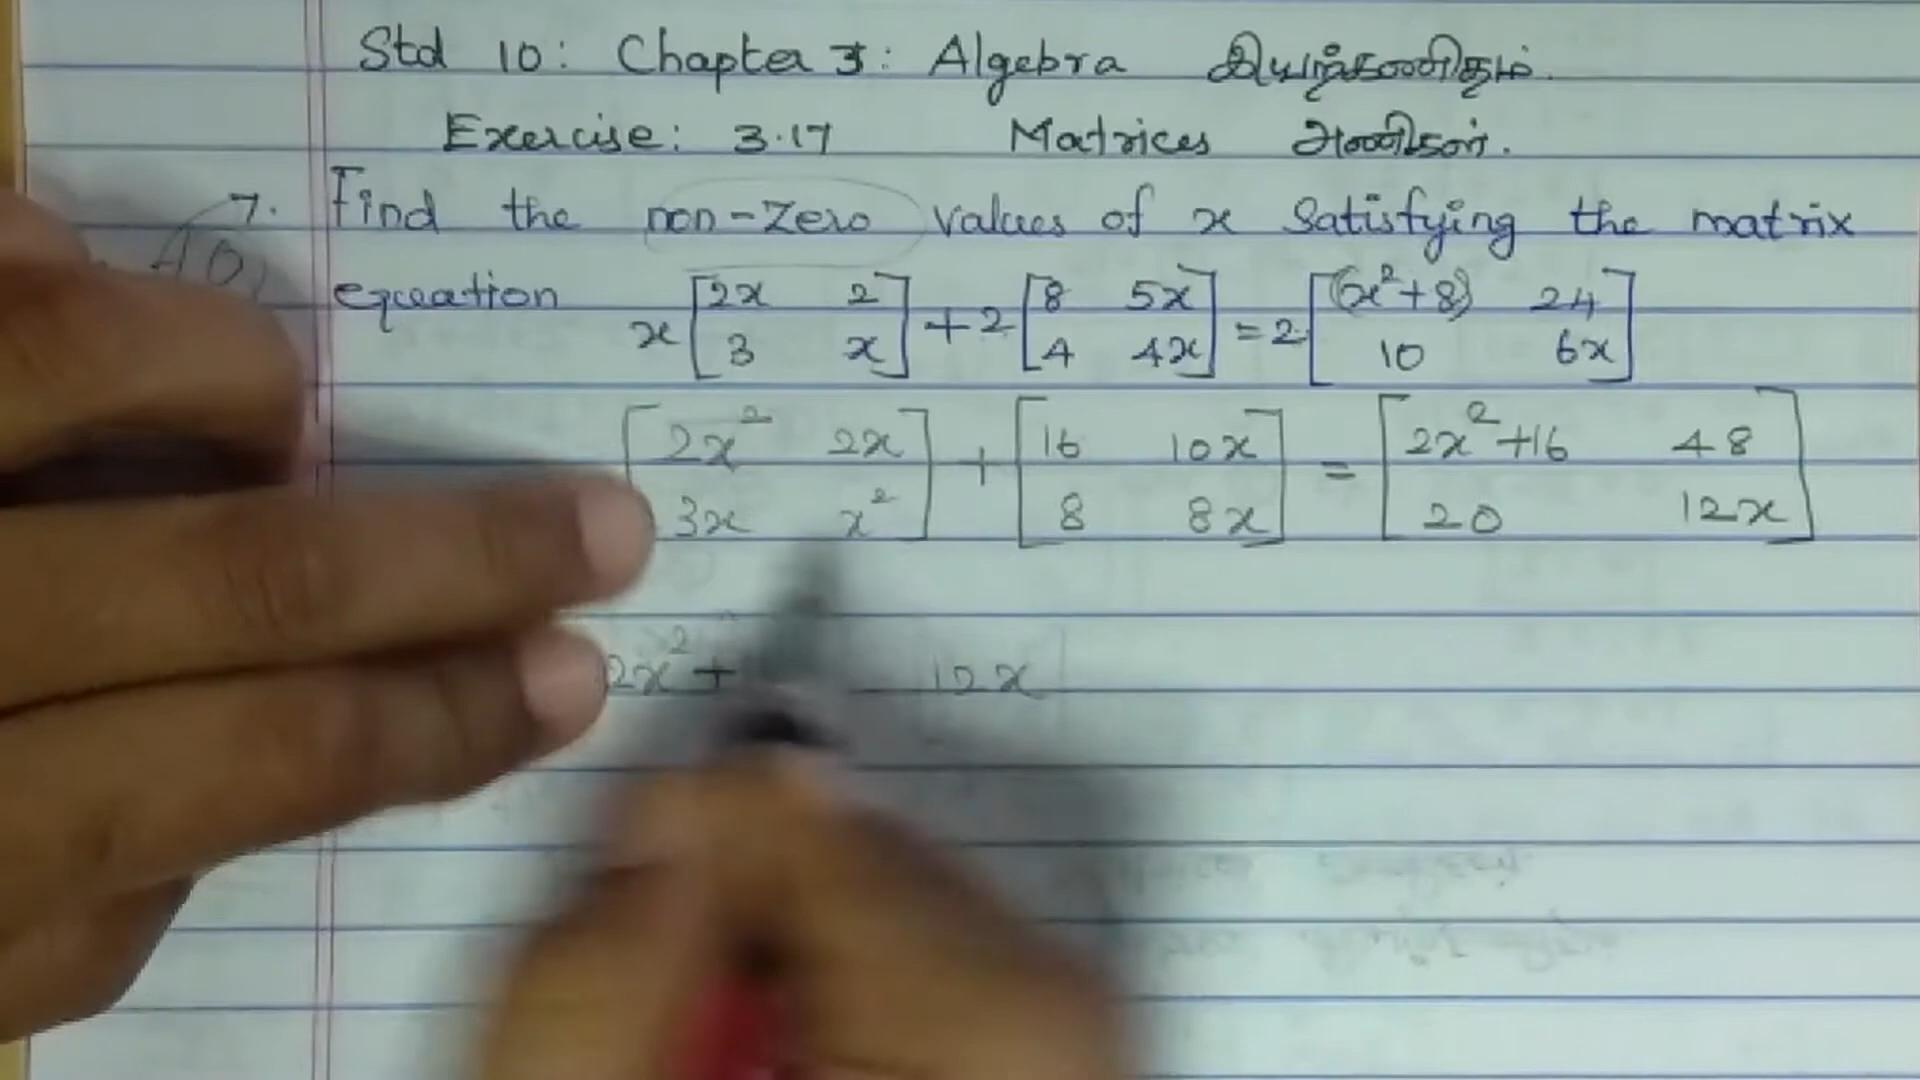 Std 10: Chapter 3: Algebra இயற்கணிதம்.
Exercise: 3.17 Matrices அணிகள்.
7. Find the non-zero values of x satisfying the matrix
equation x [2x 2; 3 x] + 2 [8 5x; 4 4x] = 2 [(x²+8) 24; 10 6x]
[2x² 2x; 3x x²] + [16 10x; 8 8x] = [2x²+16 48; 20 12x]
2x²+ 12x